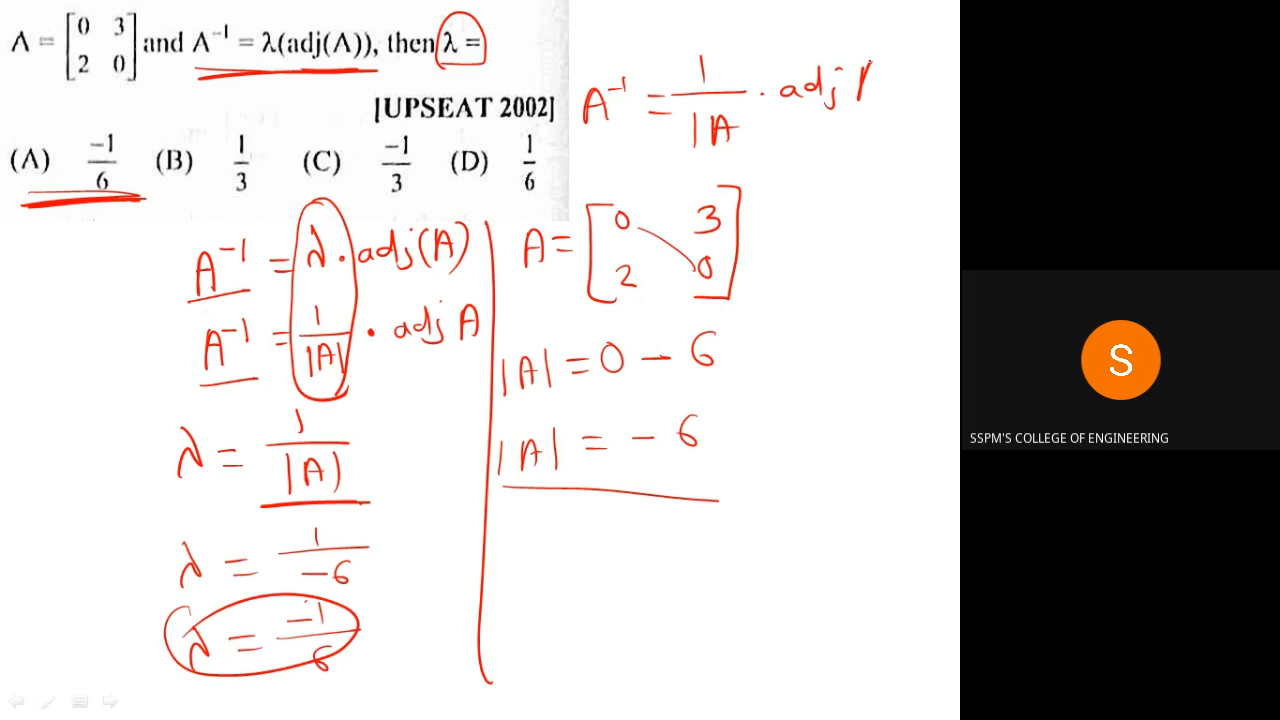 A = [0 3 2 0] and A⁻¹ = λ(adj(A)), then λ =
[UPSEAT 2002]
(A) -1/6 (B) 1/3 (C) -1/3 (D) 1/6
A⁻¹ = 1/|A · adj
A⁻¹ = λ · adj(A)
A⁻¹ = 1/|A| · adj A
λ = 1/|A|
λ = 1/-6
λ = -1/6
A = [0 3 2 0]
|A| = 0 - 6
|A| = - 6
S
SSPM'S COLLEGE OF ENGINEERING